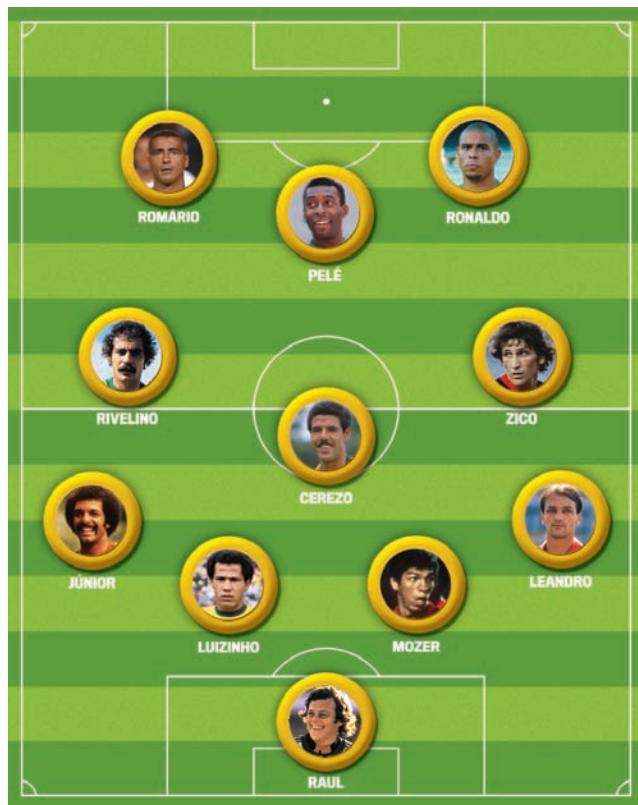 ROMÁRIO
RONALDO
PELÉ
RIVELINO
ZICO
CEREZO
JÚNIOR
LEANDRO
LUIZINHO
MOZER
RAUL